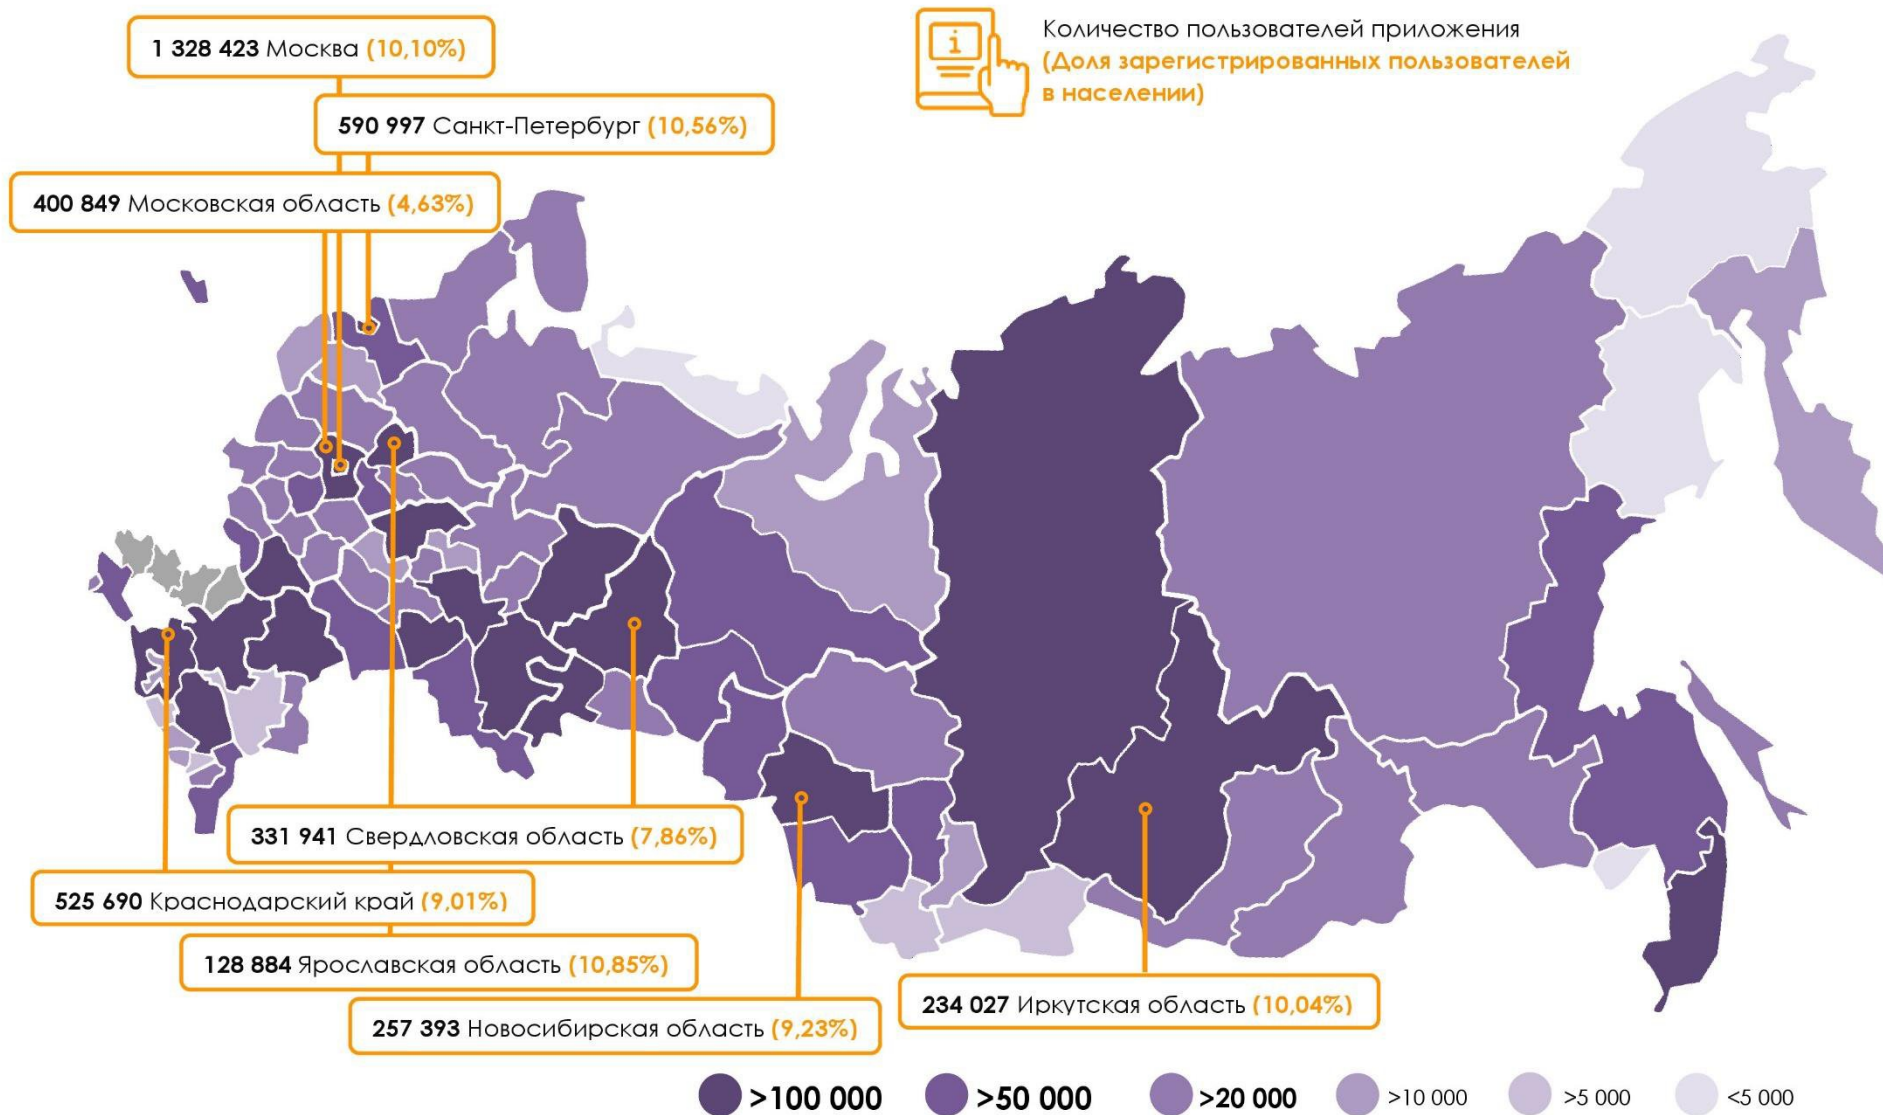 Количество пользователей приложения
(Доля зарегистрированных пользователей
в населении)
1 328 423 Москва (10,10%)
590 997 Санкт-Петербург (10,56%)
400 849 Московская область (4,63%)
331 941 Свердловская область (7,86%)
525 690 Краснодарский край (9,01%)
128 884 Ярославская область (10,85%)
257 393 Новосибирская область (9,23%)
234 027 Иркутская область (10,04%)
>100 000
>50 000
>20 000
>10 000
>5 000
<5 000